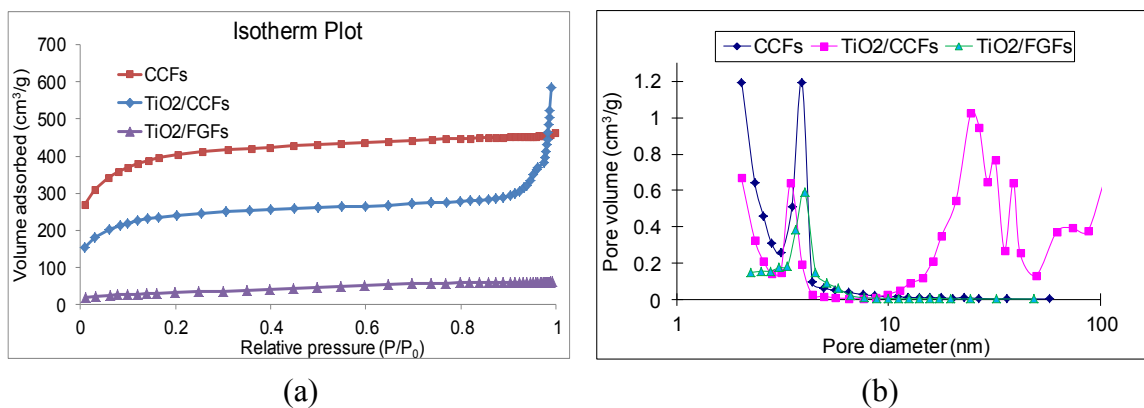 Isotherm Plot
Volume adsorbed (cm³/g)
700
600
500
400
300
200
100
0
CCFs
TiO2/CCFs
TiO2/FGFs
0 0.2 0.4 0.6 0.8 1
Relative pressure (P/P₀)
(a)
CCFs TiO2/CCFs TiO2/FGFs
Pore volume (cm³/g)
1.2
1
0.8
0.6
0.4
0.2
0
1 10 100
Pore diameter (nm)
(b)